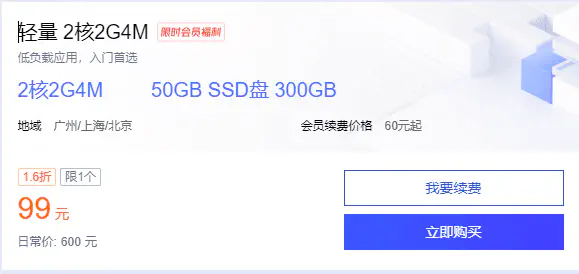 轻量 2核2G4M 限时会员福利
低负载应用，入门首选
2核2G4M 50GB SSD盘 300GB
地域 广州/上海/北京 会员续费价格 60元起
1.6折 限1个
99 元
日常价: 600 元
我要续费
立即购买